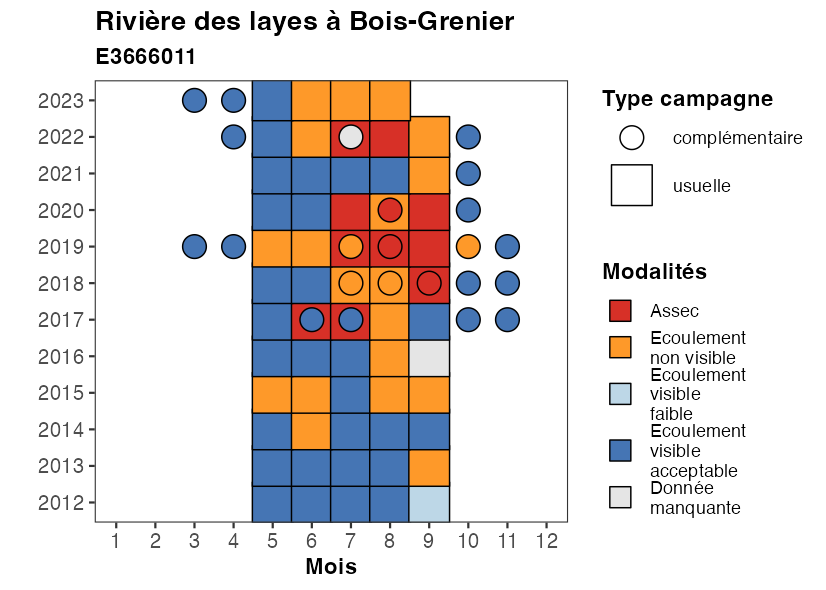 Rivière des layes à Bois-Grenier
E3666011
2023
2022
2021
2020
2019
2018
2017
2016
2015
2014
2013
2012
1 2 3 4 5 6 7 8 9 10 11 12
Mois
Type campagne
complémentaire
usuelle
Modalités
Assec
Ecoulement
non visible
Ecoulement
visible
faible
Ecoulement
visible
acceptable
Donnée
manquante